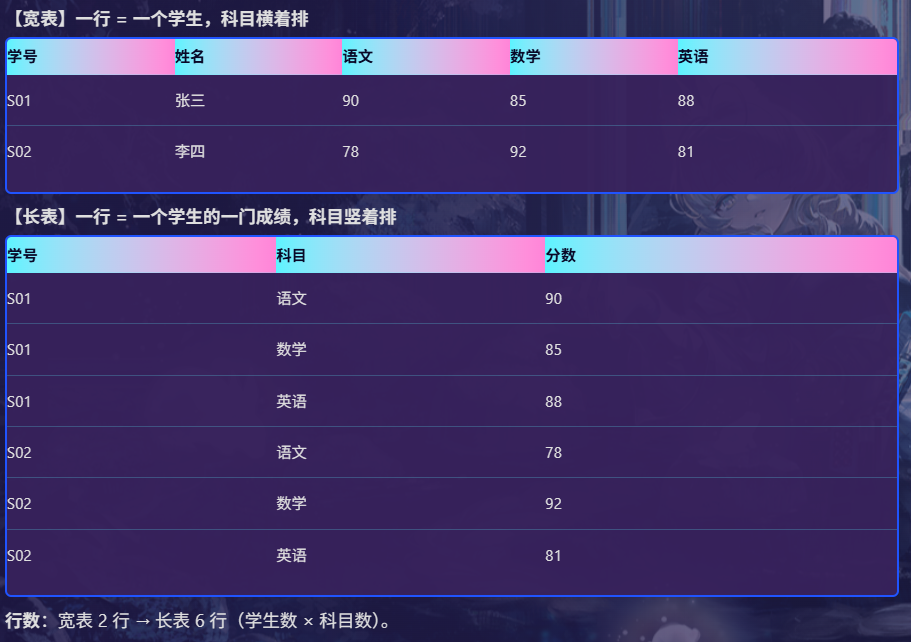 【宽表】一行 = 一个学生，科目横着排
学号 姓名 语文 数学 英语
S01 张三 90 85 88
S02 李四 78 92 81
【长表】一行 = 一个学生的一门成绩，科目竖着排
学号 科目 分数
S01 语文 90
S01 数学 85
S01 英语 88
S02 语文 78
S02 数学 92
S02 英语 81
行数：宽表 2 行 → 长表 6 行（学生数 × 科目数）。